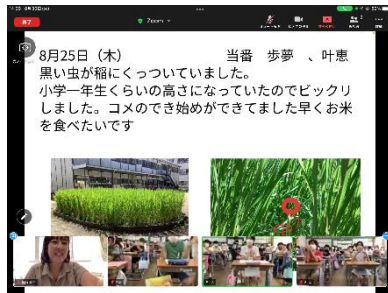 終了
Zoom
8月25日（木） 当番 歩夢 、叶恵
黒い虫が稲にくっついていました。
小学一年生くらいの高さになっていたのでビックリ
しました。コメのでき始めができてました早くお米
を食べたいです